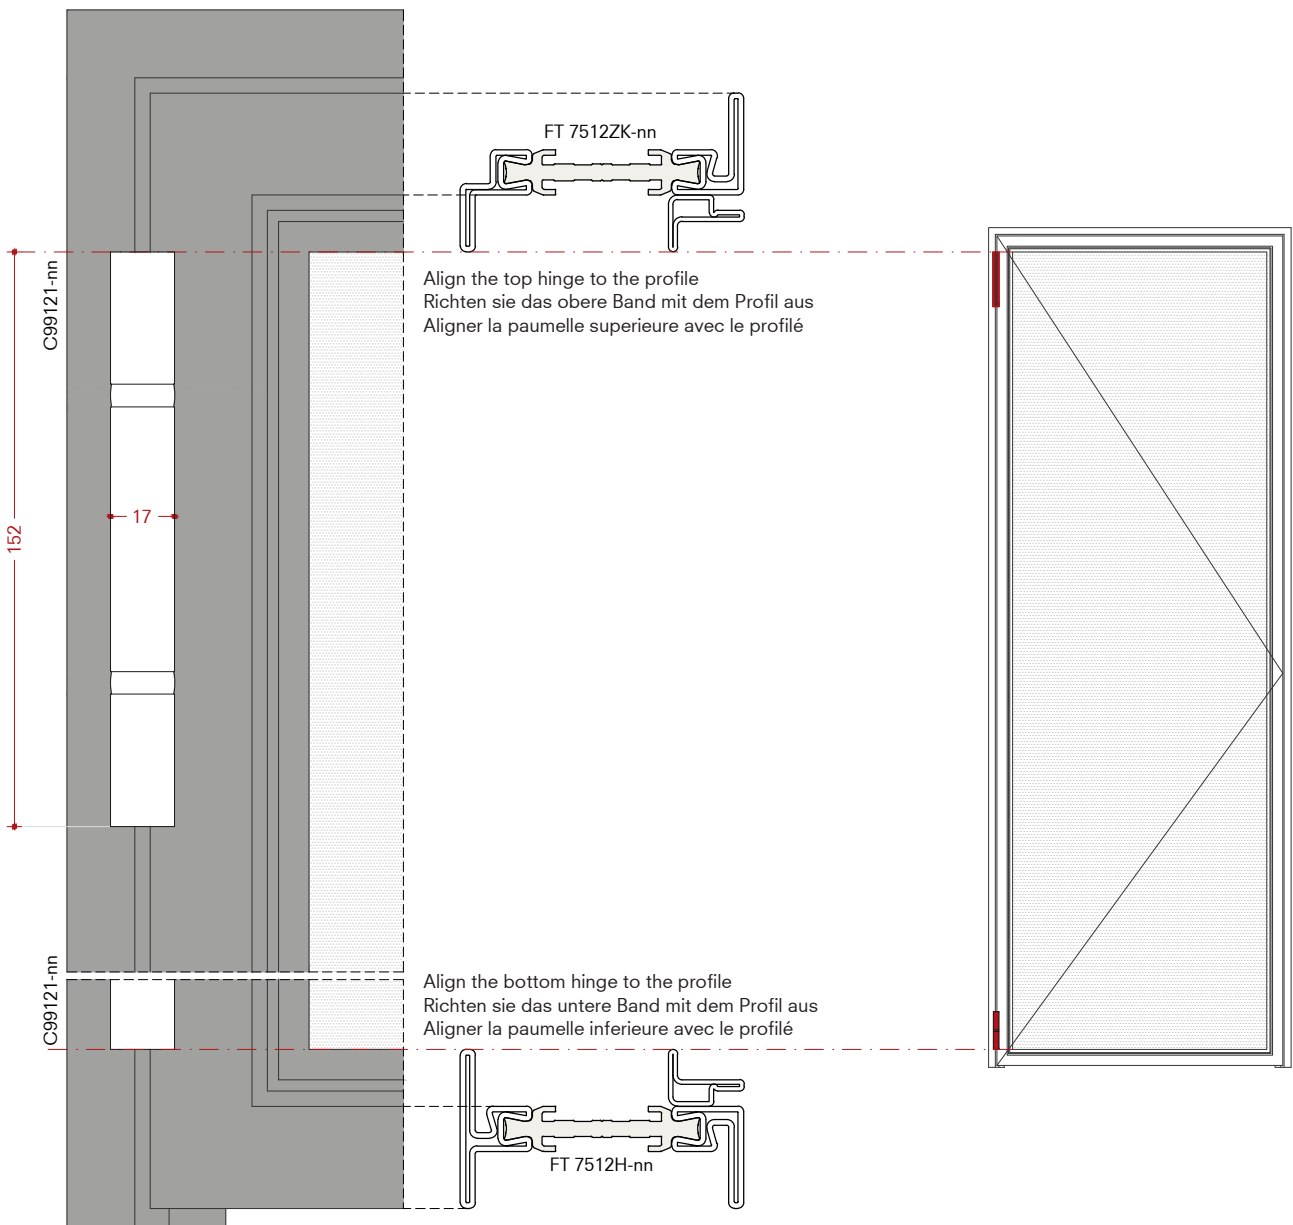 FT 7512ZK-nn
C99121-nn
Align the top hinge to the profile
Richten sie das obere Band mit dem Profil aus
Aligner la paumelle superieure avec le profilé
17
152
C99121-nn
Align the bottom hinge to the profile
Richten sie das untere Band mit dem Profil aus
Aligner la paumelle inferieure avec le profilé
FT 7512H-nn